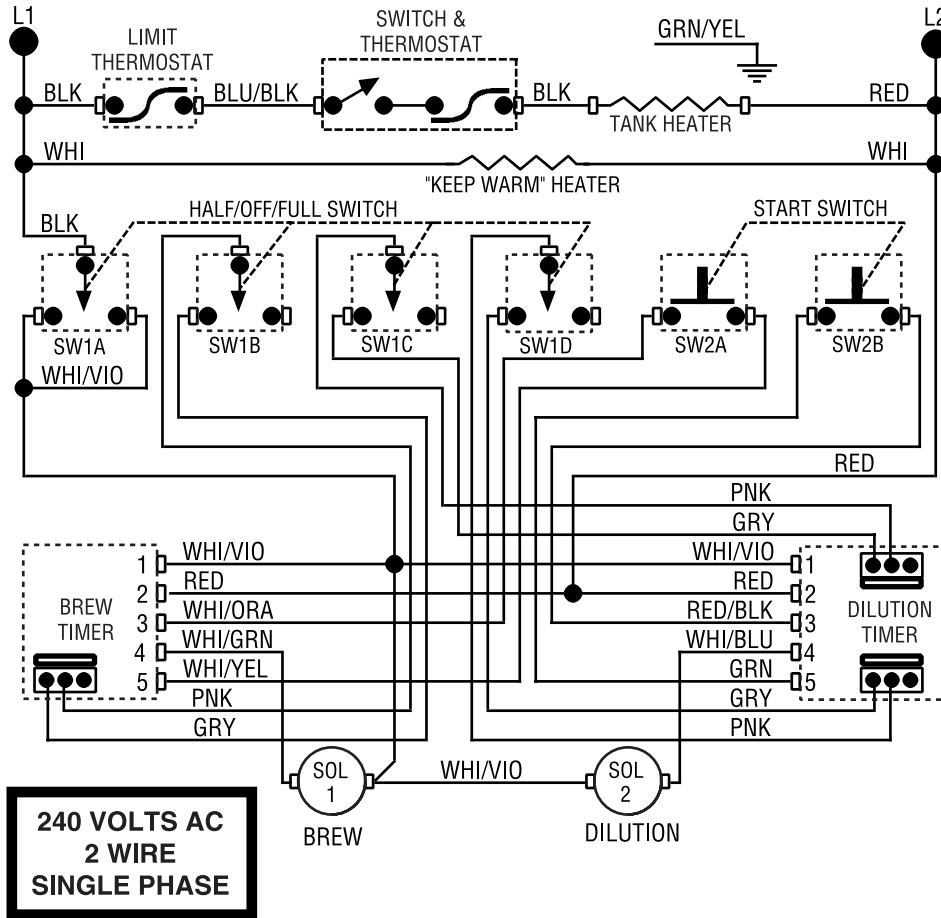 L1
L2
LIMIT
THERMOSTAT
SWITCH &
THERMOSTAT
GRN/YEL
BLK
BLU/BLK
BLK
RED
TANK HEATER
WHI
WHI
"KEEP WARM" HEATER
BLK
HALF/OFF/FULL SWITCH
START SWITCH
SW1A
SW1B
SW1C
SW1D
SW2A
SW2B
WHI/VIO
RED
PNK
GRY
1
WHI/VIO
WHI/VIO
1
2
RED
RED
2
BREW
TIMER
3
WHI/ORA
RED/BLK
3
DILUTION
TIMER
4
WHI/GRN
WHI/BLU
4
5
WHI/YEL
GRN
5
PNK
GRY
GRY
PNK
SOL
1
WHI/VIO
SOL
2
BREW
DILUTION
240 VOLTS AC
2 WIRE
SINGLE PHASE